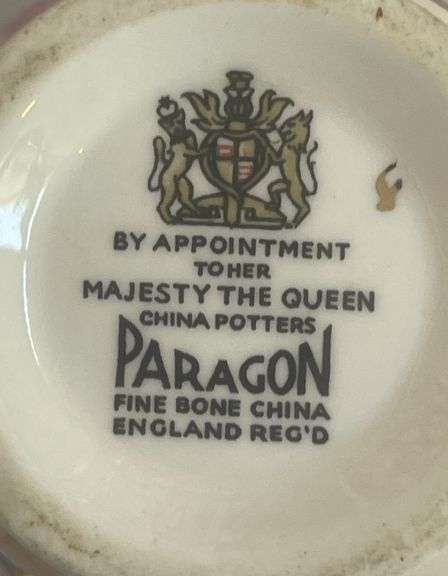 BY APPOINTMENT
TO HER
MAJESTY THE QUEEN
CHINA POTTERS
PARAGON
FINE BONE CHINA
ENGLAND REG'D